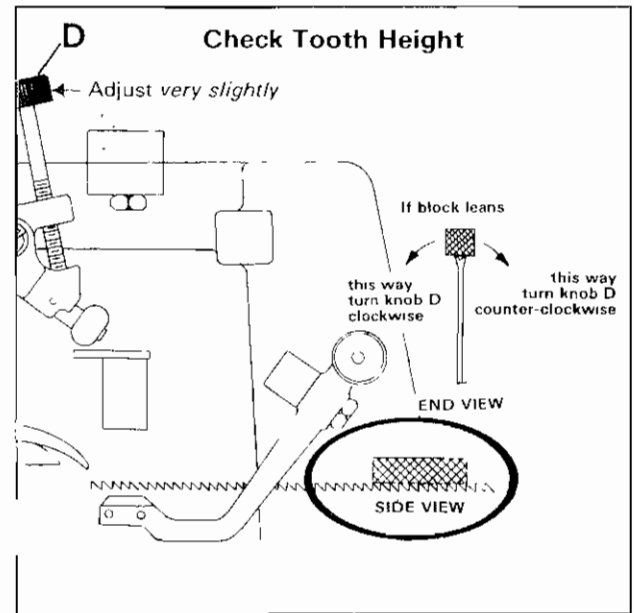 D
Check Tooth Height
Adjust very slightly
If block leans
this way
turn knob D
clockwise
this way
turn knob D
counter-clockwise
END VIEW
SIDE VIEW